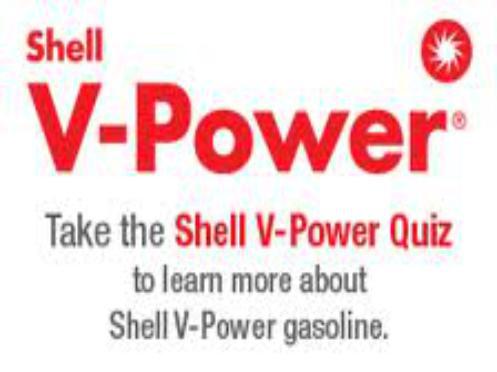 Shell
V-Power®
Take the Shell V-Power Quiz
to learn more about
Shell V-Power gasoline.